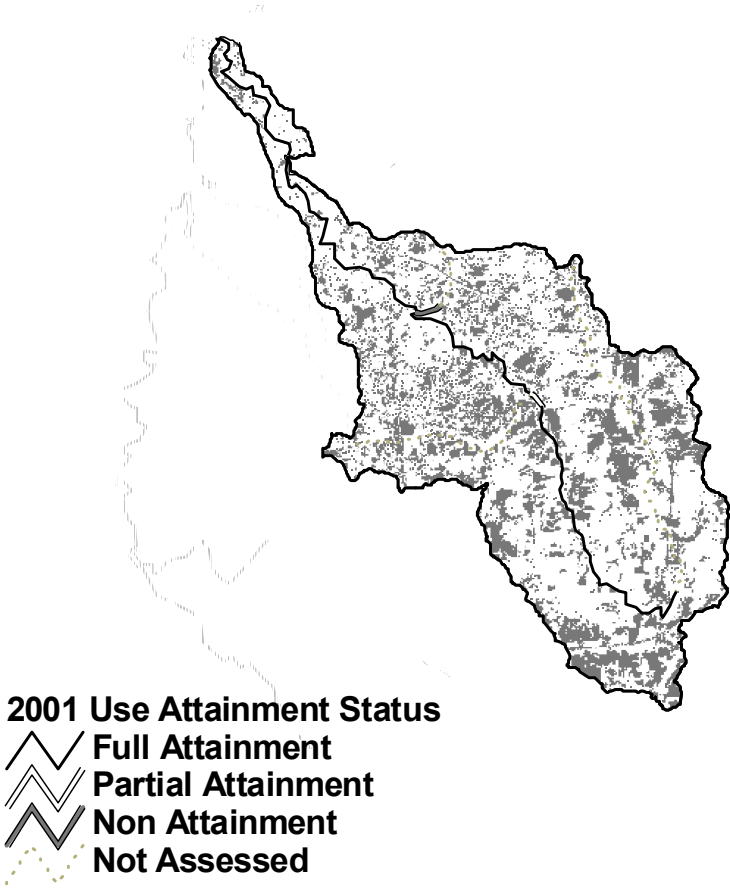 2001 Use Attainment Status
Full Attainment
Partial Attainment
Non Attainment
Not Assessed